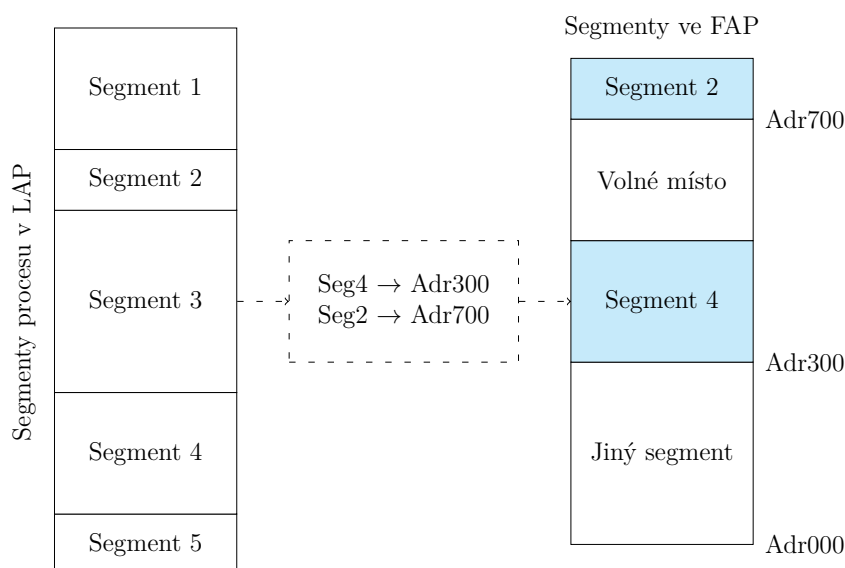 Segmenty procesu v LAP
Segment 1
Segment 2
Segment 3
Segment 4
Segment 5
Seg4 → Adr300
Seg2 → Adr700
Segmenty ve FAP
Segment 2
Adr700
Volné místo
Segment 4
Adr300
Jiný segment
Adr000